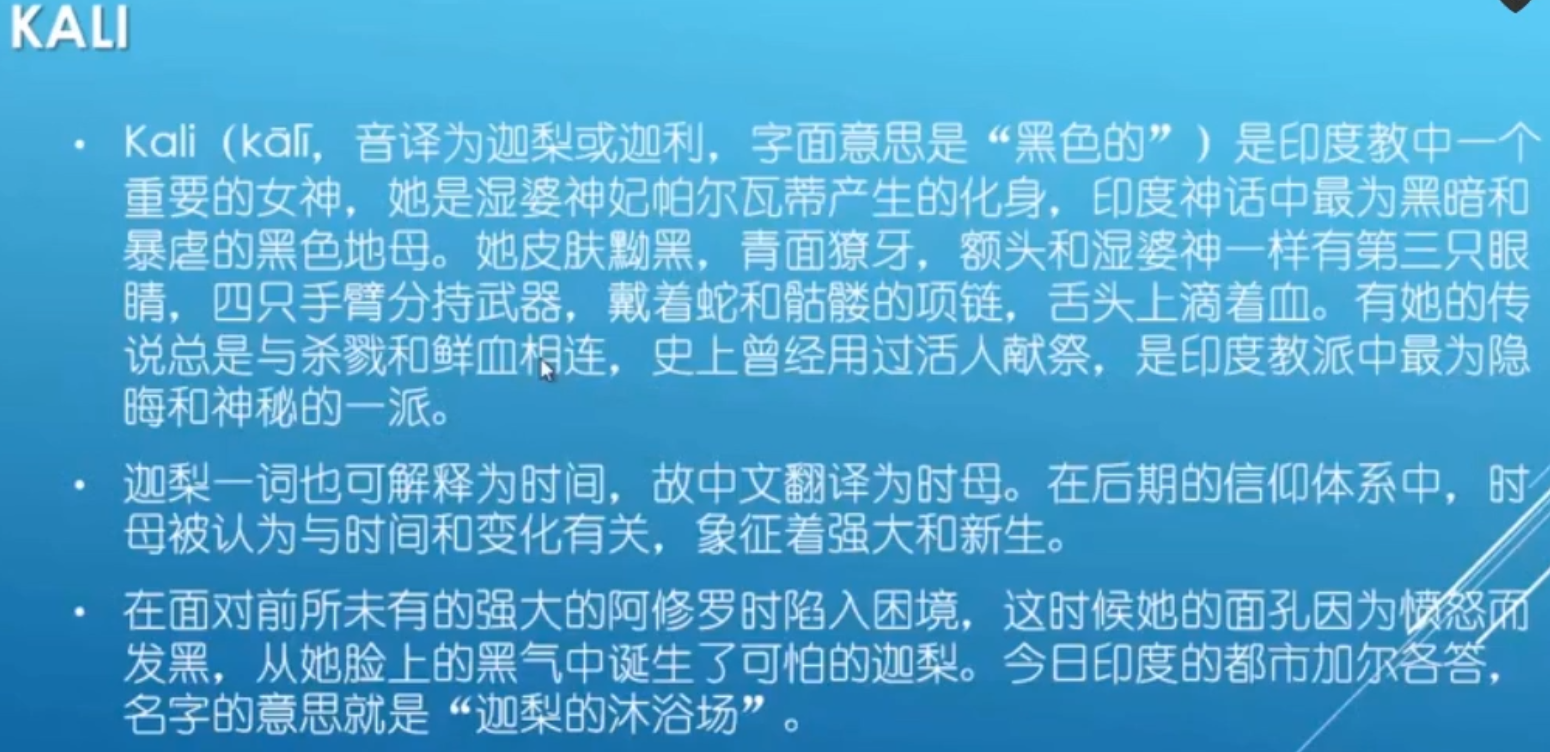 KALI
• Kali（kālī，音译为迦梨或迦利，字面意思是“黑色的”）是印度教中一个
重要的女神，她是湿婆神妃帕尔瓦蒂产生的化身，印度神话中最为黑暗和
暴虐的黑色地母。她皮肤黝黑，青面獠牙，额头和湿婆神一样有第三只眼
睛，四只手臂分持武器，戴着蛇和骷髅的项链，舌头上滴着血。有她的传
说总是与杀戮和鲜血相连，史上曾经用过活人献祭，是印度教派中最为隐
晦和神秘的一派。
• 迦梨一词也可解释为时间，故中文翻译为时母。在后期的信仰体系中，时
母被认为与时间和变化有关，象征着强大和新生。
• 在面对前所未有的强大的阿修罗时陷入困境，这时候她的面孔因为愤怒而
发黑，从她脸上的黑气中诞生了可怕的迦梨。今日印度的都市加尔各答，
名字的意思就是“迦梨的沐浴场”。